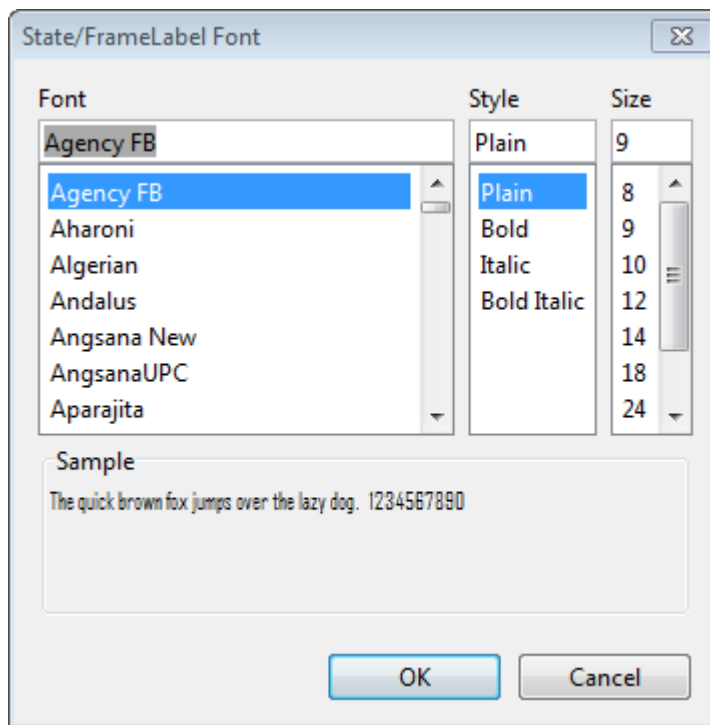 State/FrameLabel Font
Font Style Size
Agency FB Plain 9
Agency FB Plain 8
Aharoni Bold 9
Algerian Italic 10
Andalus Bold Italic 12
Angsana New 14
AngsanaUPC 18
Aparajita 24
Sample
The quick brown fox jumps over the lazy dog. 1234567890
OK Cancel